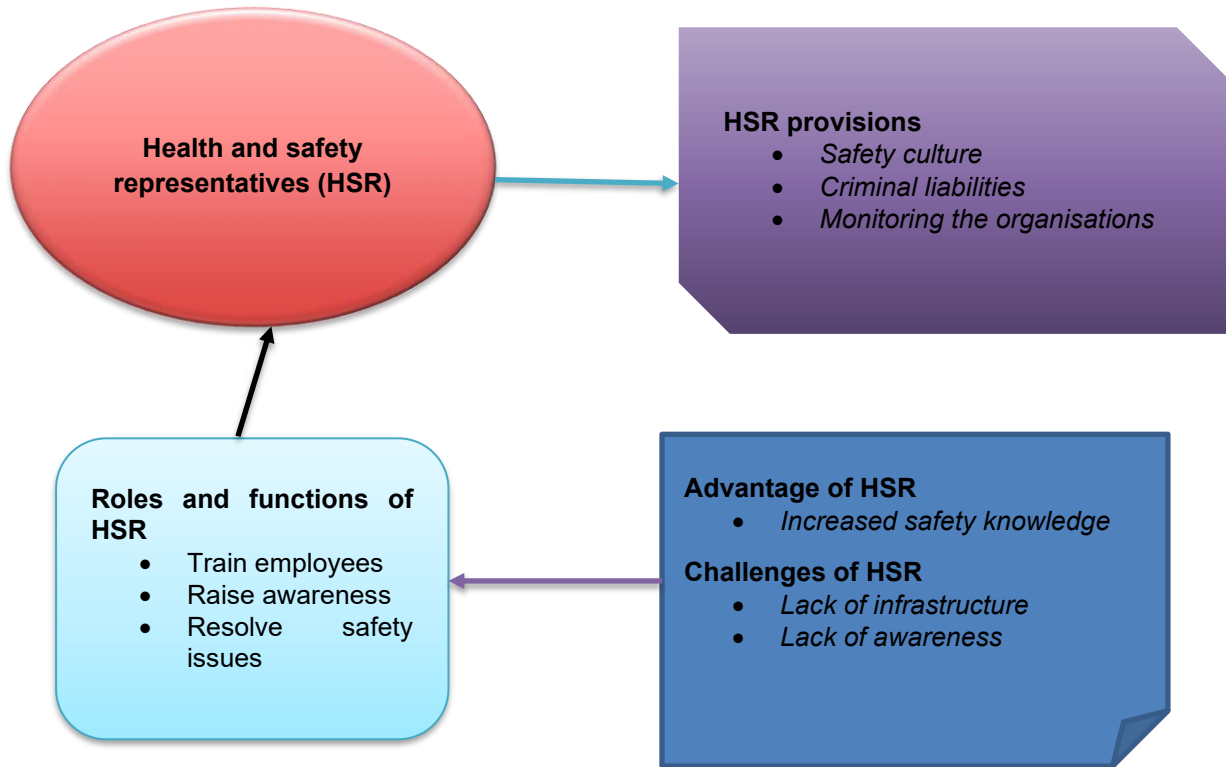 Health and safety
representatives (HSR)
HSR provisions
• Safety culture
• Criminal liabilities
• Monitoring the organisations
Roles and functions of
HSR
• Train employees
• Raise awareness
• Resolve safety
issues
Advantage of HSR
• Increased safety knowledge
Challenges of HSR
• Lack of infrastructure
• Lack of awareness